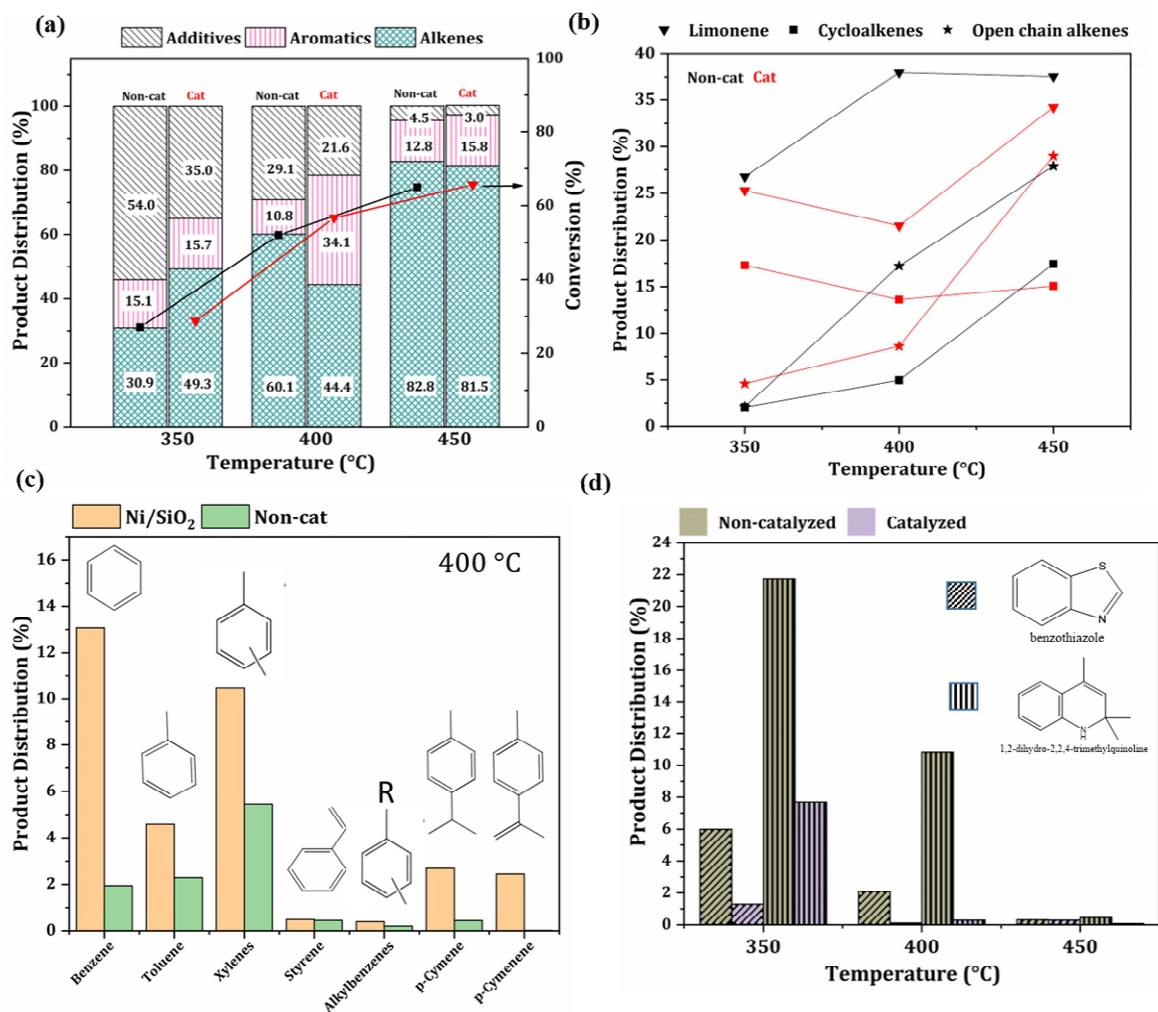 (a)
Additives Aromatics Alkenes
Product Distribution (%)
100
80
60
40
20
0
Non-cat Cat Non-cat Cat Non-cat Cat
54.0
15.1
30.9
35.0
15.7
49.3
29.1
10.8
60.1
21.6
34.1
44.4
4.5
12.8
82.8
3.0
15.8
81.5
100
80
60
40
20
0
Conversion (%)
350 400 450
Temperature (°C)
(b)
Limonene Cycloalkenes Open chain alkenes
Non-cat Cat
Product Distribution (%)
40
35
30
25
20
15
10
5
0
350 400 450
Temperature (°C)
(c)
Ni/SiO₂ Non-cat
400 °C
Product Distribution (%)
16
14
12
10
8
6
4
2
0
R
Benzene Toluene Xylenes Styrene Alkylbenzenes p-Cymene p-Cymenene
(d)
Non-catalyzed Catalyzed
Product Distribution (%)
24
22
20
18
16
14
12
10
8
6
4
2
0
S
N
benzothiazole
N
H
1,2-dihydro-2,2,4-trimethylquinoline
350 400 450
Temperature (°C)